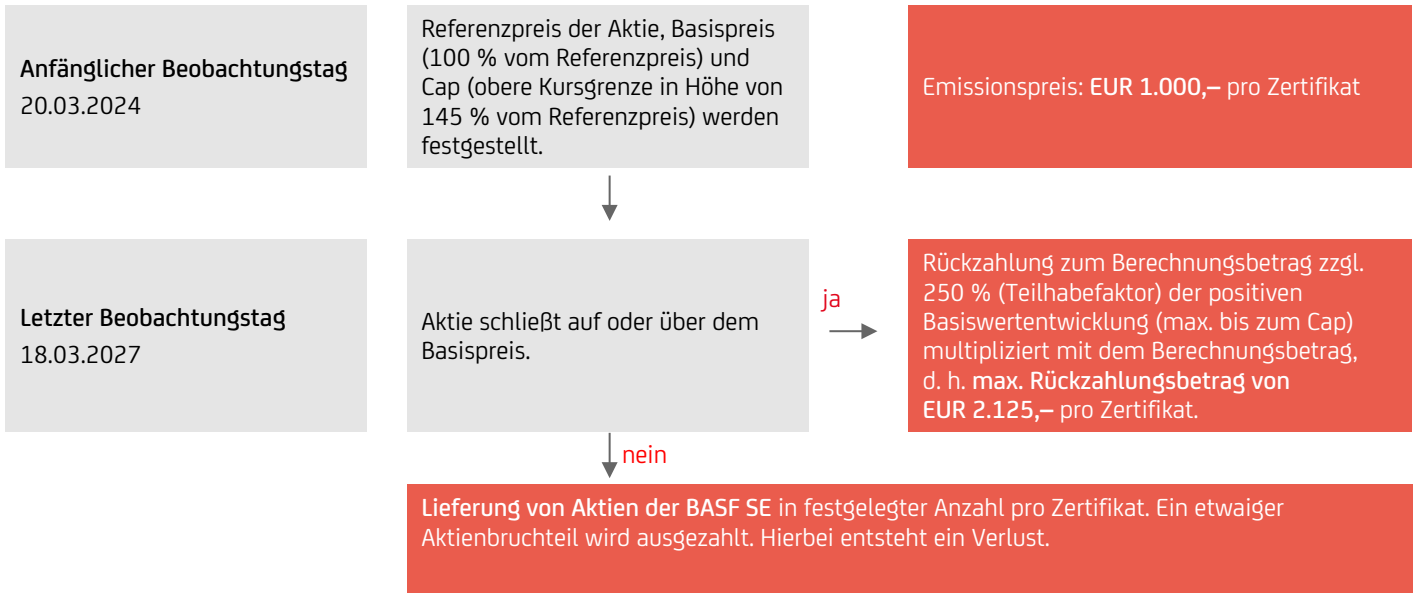 Anfänglicher Beobachtungstag
20.03.2024
Referenzpreis der Aktie, Basispreis
(100 % vom Referenzpreis) und
Cap (obere Kursgrenze in Höhe von
145 % vom Referenzpreis) werden
festgestellt.
Emissionspreis: EUR 1.000,– pro Zertifikat
Letzter Beobachtungstag
18.03.2027
Aktie schließt auf oder über dem
Basispreis.
ja
Rückzahlung zum Berechnungsbetrag zzgl.
250 % (Teilhabefaktor) der positiven
Basiswertentwicklung (max. bis zum Cap)
multipliziert mit dem Berechnungsbetrag,
d. h. max. Rückzahlungsbetrag von
EUR 2.125,– pro Zertifikat.
nein
Lieferung von Aktien der BASF SE in festgelegter Anzahl pro Zertifikat. Ein etwaiger
Aktienbruchteil wird ausgezahlt. Hierbei entsteht ein Verlust.